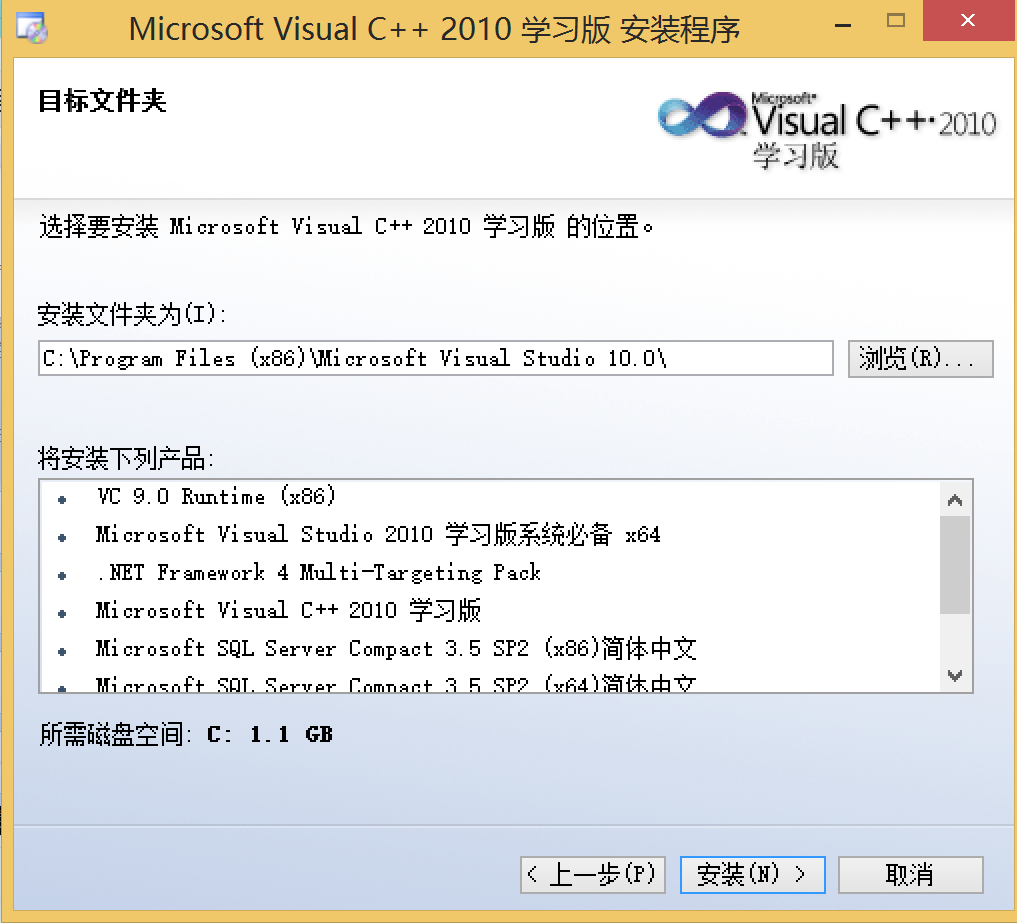 Microsoft Visual C++ 2010 学习版 安装程序
目标文件夹
Microsoft®
Visual C++ 2010
学习版
选择要安装 Microsoft Visual C++ 2010 学习版 的位置。
安装文件夹为(I):
C:\Program Files (x86)\Microsoft Visual Studio 10.0\
浏览(R)...
将安装下列产品:
VC 9.0 Runtime (x86)
Microsoft Visual Studio 2010 学习版系统必备 x64
.NET Framework 4 Multi-Targeting Pack
Microsoft Visual C++ 2010 学习版
Microsoft SQL Server Compact 3.5 SP2 (x86)简体中文
Microsoft SQL Server Compact 3.5 SP2 (x64)简体中文
所需磁盘空间: C: 1.1 GB
< 上一步(P)
安装(N) >
取消